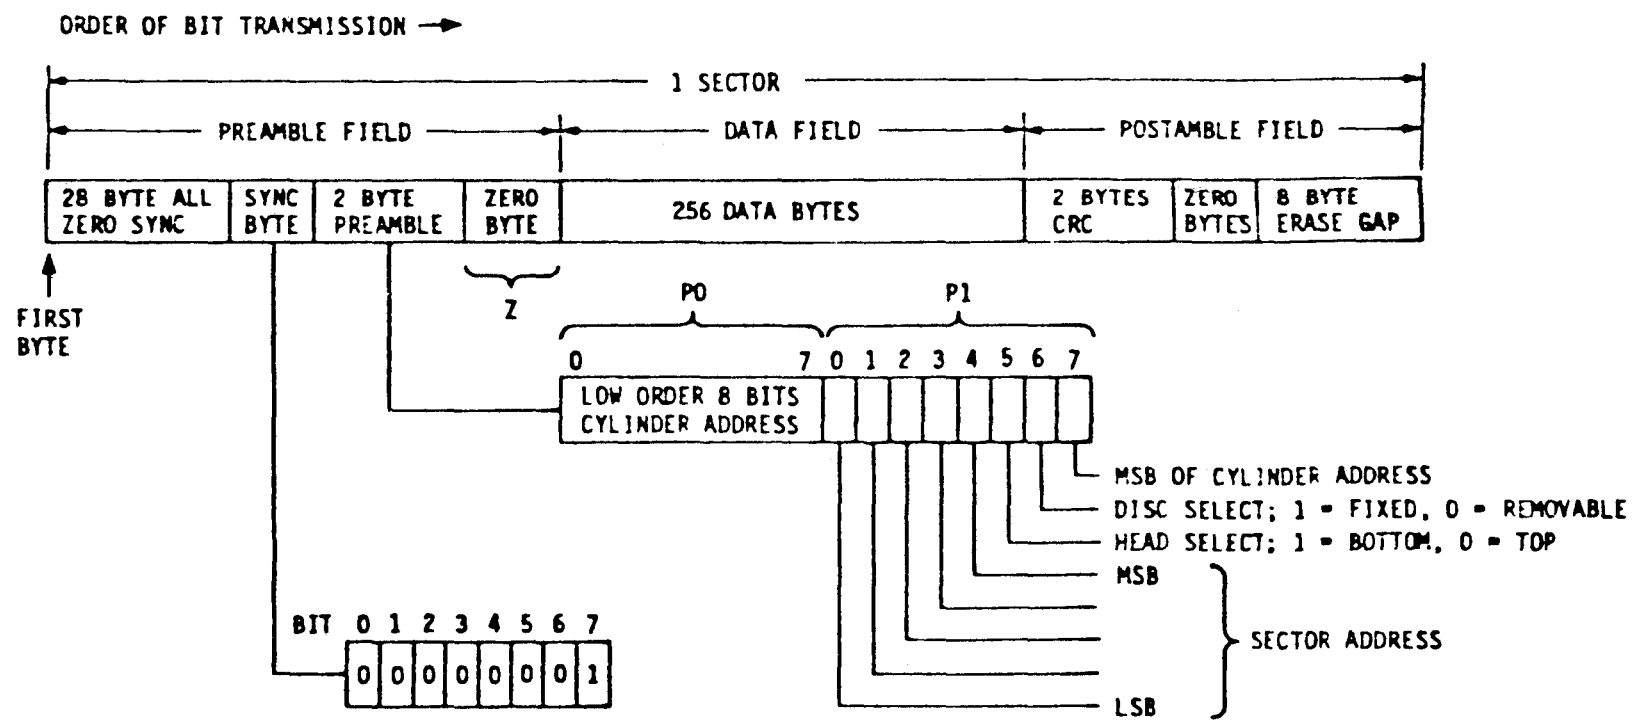 ORDER OF BIT TRANSMISSION
1 SECTOR
PREAMBLE FIELD
DATA FIELD
POSTAMBLE FIELD
28 BYTE ALL
ZERO SYNC
SYNC
BYTE
2 BYTE
PREAMBLE
ZERO
BYTE
256 DATA BYTES
2 BYTES
CRC
ZERO
BYTES
8 BYTE
ERASE GAP
FIRST
BYTE
Z
P0
P1
0 7 0 1 2 3 4 5 6 7
LOW ORDER 8 BITS
CYLINDER ADDRESS
MSB OF CYLINDER ADDRESS
DISC SELECT; 1 = FIXED, 0 = REMOVABLE
HEAD SELECT; 1 = BOTTOM, 0 = TOP
MSB
SECTOR ADDRESS
LSB
BIT 0 1 2 3 4 5 6 7
0 0 0 0 0 0 0 1